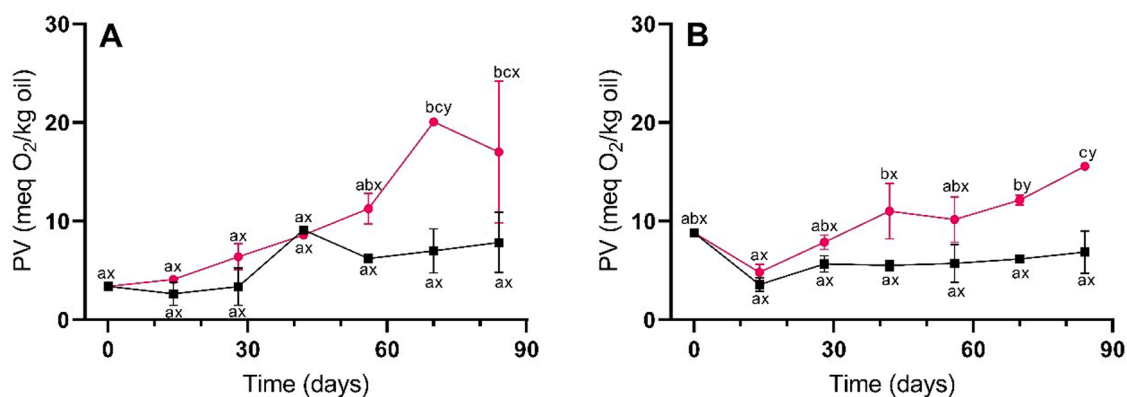 A
PV (meq O₂/kg oil)
30
20
10
0
ax ax ax ax abx bcy bcx
ax ax ax ax ax
0 30 60 90
Time (days)
B
PV (meq O₂/kg oil)
30
20
10
0
abx ax abx bx abx by cy
ax ax ax ax ax ax
0 30 60 90
Time (days)